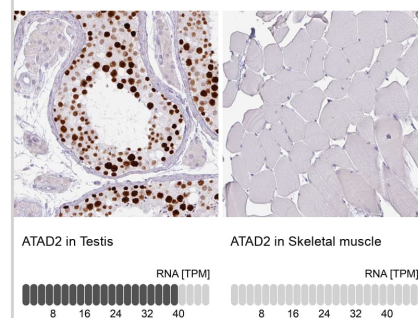 ATAD2 in Testis
RNA [TPM]
8 16 24 32 40
ATAD2 in Skeletal muscle
RNA [TPM]
8 16 24 32 40